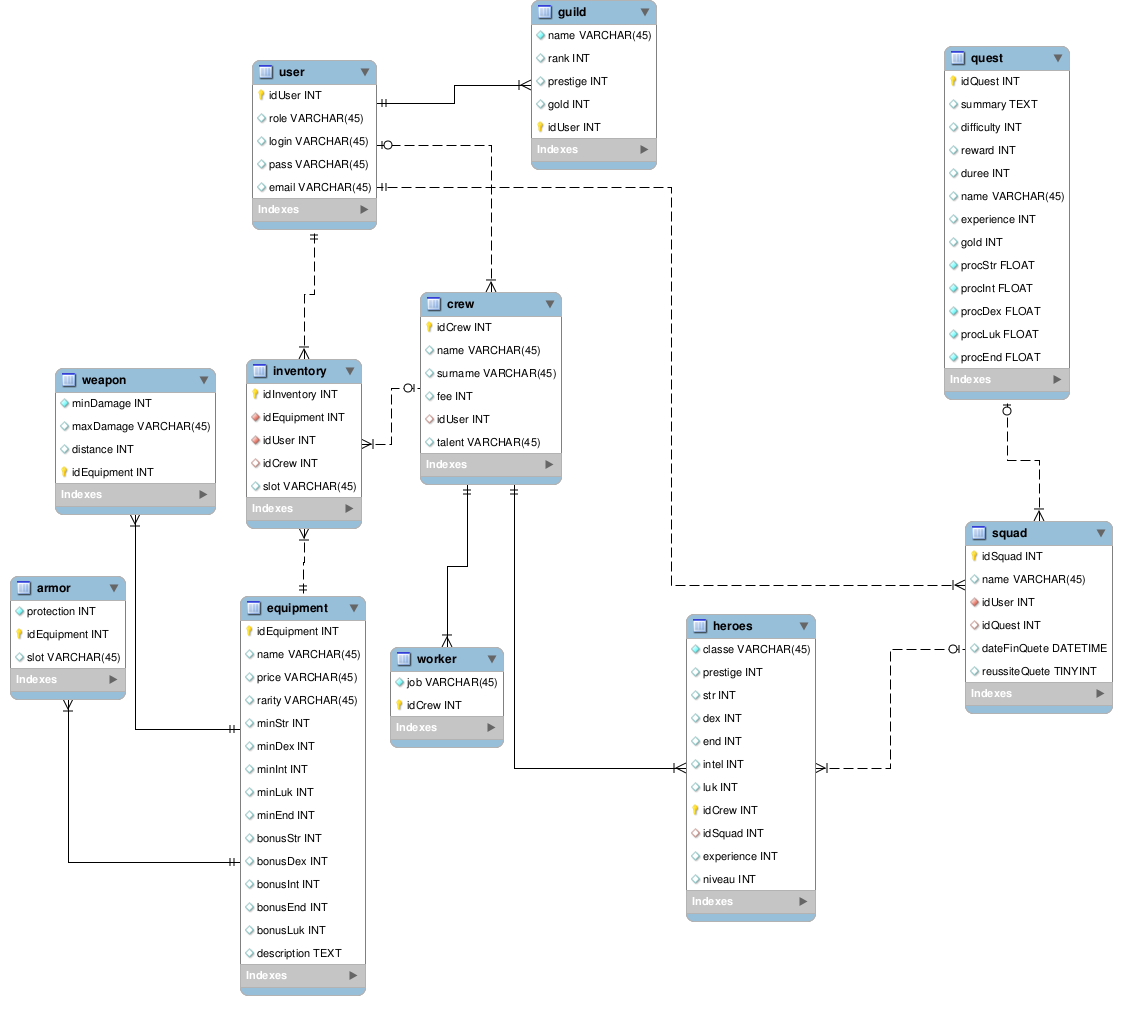 guild
name VARCHAR(45)
rank INT
prestige INT
gold INT
idUser INT
Indexes
user
idUser INT
role VARCHAR(45)
login VARCHAR(45)
pass VARCHAR(45)
email VARCHAR(45)
Indexes
quest
idQuest INT
summary TEXT
difficulty INT
reward INT
duree INT
name VARCHAR(45)
experience INT
gold INT
procStr FLOAT
procInt FLOAT
procDex FLOAT
procLuk FLOAT
procEnd FLOAT
Indexes
crew
idCrew INT
name VARCHAR(45)
surname VARCHAR(45)
fee INT
idUser INT
talent VARCHAR(45)
Indexes
inventory
idInventory INT
idEquipment INT
idUser INT
idCrew INT
slot VARCHAR(45)
Indexes
weapon
minDamage INT
maxDamage VARCHAR(45)
distance INT
idEquipment INT
Indexes
armor
protection INT
idEquipment INT
slot VARCHAR(45)
Indexes
equipment
idEquipment INT
name VARCHAR(45)
price VARCHAR(45)
rarity VARCHAR(45)
minStr INT
minDex INT
minInt INT
minLuk INT
minEnd INT
bonusStr INT
bonusDex INT
bonusInt INT
bonusEnd INT
bonusLuk INT
description TEXT
Indexes
worker
job VARCHAR(45)
idCrew INT
Indexes
heroes
classe VARCHAR(45)
prestige INT
str INT
dex INT
end INT
intel INT
luk INT
idCrew INT
idSquad INT
experience INT
niveau INT
Indexes
squad
idSquad INT
name VARCHAR(45)
idUser INT
idQuest INT
dateFinQuete DATETIME
reussiteQuete TINYINT
Indexes